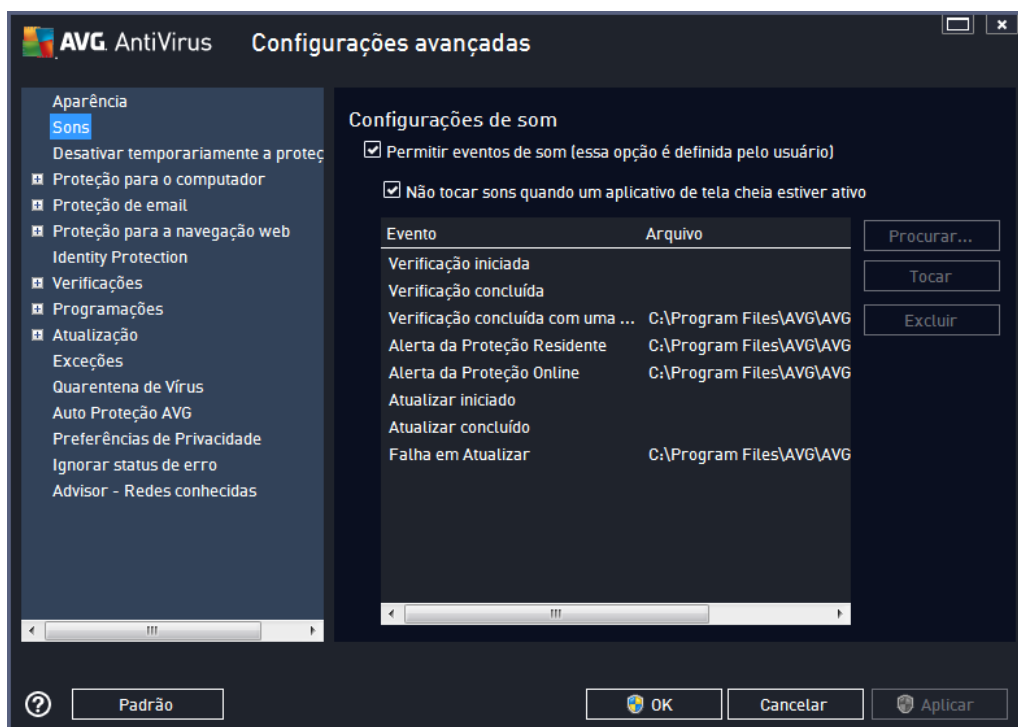 AVG AntiVirus Configurações avançadas
Aparência
Sons
Desativar temporariamente a proteç
Proteção para o computador
Proteção de email
Proteção para a navegação web
Identity Protection
Verificações
Programações
Atualização
Exceções
Quarentena de Vírus
Auto Proteção AVG
Preferências de Privacidade
Ignorar status de erro
Advisor - Redes conhecidas
Configurações de som
Permitir eventos de som (essa opção é definida pelo usuário)
Não tocar sons quando um aplicativo de tela cheia estiver ativo
Evento Arquivo
Verificação iniciada
Verificação concluída
Verificação concluída com uma ... C:\Program Files\AVG\AVG
Alerta da Proteção Residente C:\Program Files\AVG\AVG
Alerta da Proteção Online C:\Program Files\AVG\AVG
Atualizar iniciado
Atualizar concluído
Falha em Atualizar C:\Program Files\AVG\AVG
Procurar...
Tocar
Excluir
? Padrão OK Cancelar Aplicar